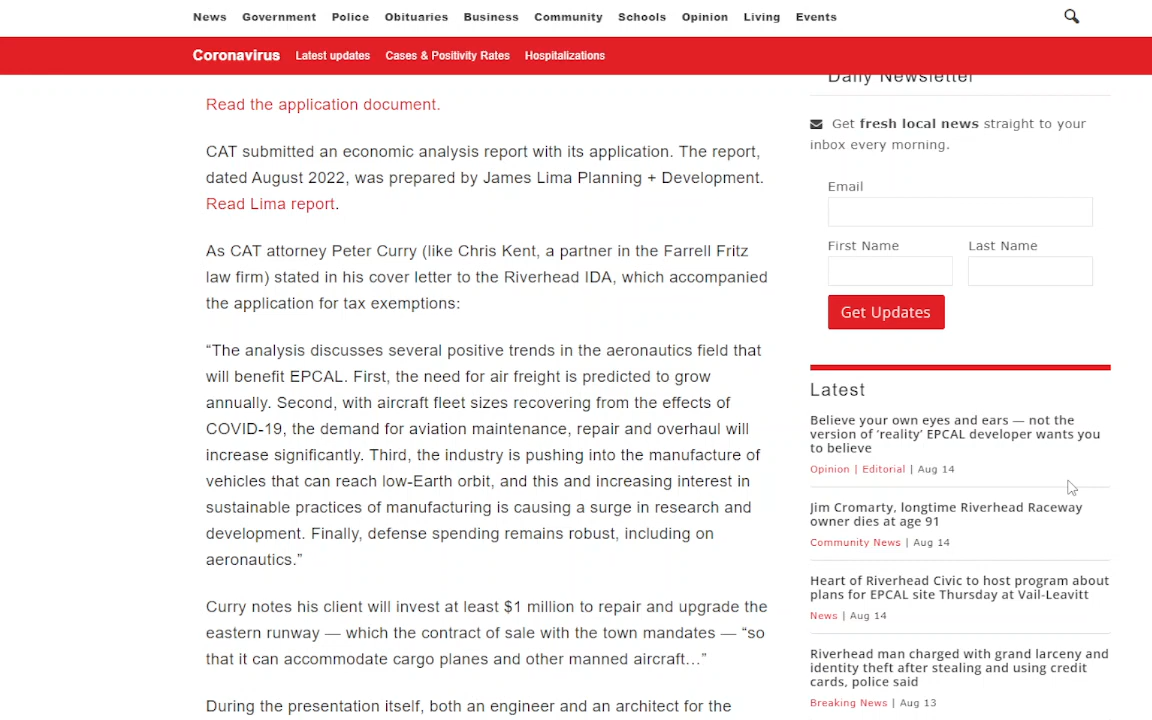 News Government Police Obituaries Business Community Schools Opinion Living Events
Coronavirus Latest updates Cases & Positivity Rates Hospitalizations
Read the application document.
CAT submitted an economic analysis report with its application. The report,
dated August 2022, was prepared by James Lima Planning + Development.
Read Lima report.
As CAT attorney Peter Curry (like Chris Kent, a partner in the Farrell Fritz
law firm) stated in his cover letter to the Riverhead IDA, which accompanied
the application for tax exemptions:
“The analysis discusses several positive trends in the aeronautics field that
will benefit EPCAL. First, the need for air freight is predicted to grow
annually. Second, with aircraft fleet sizes recovering from the effects of
COVID-19, the demand for aviation maintenance, repair and overhaul will
increase significantly. Third, the industry is pushing into the manufacture of
vehicles that can reach low-Earth orbit, and this and increasing interest in
sustainable practices of manufacturing is causing a surge in research and
development. Finally, defense spending remains robust, including on
aeronautics.”
Curry notes his client will invest at least $1 million to repair and upgrade the
eastern runway — which the contract of sale with the town mandates — “so
that it can accommodate cargo planes and other manned aircraft…”
During the presentation itself, both an engineer and an architect for the
Daily Newsletter
Get fresh local news straight to your
inbox every morning.
Email
First Name Last Name
Get Updates
Latest
Believe your own eyes and ears — not the
version of ‘reality’ EPCAL developer wants you
to believe
Opinion | Editorial | Aug 14
Jim Cromarty, longtime Riverhead Raceway
owner dies at age 91
Community News | Aug 14
Heart of Riverhead Civic to host program about
plans for EPCAL site Thursday at Vail-Leavitt
News | Aug 14
Riverhead man charged with grand larceny and
identity theft after stealing and using credit
cards, police said
Breaking News | Aug 13